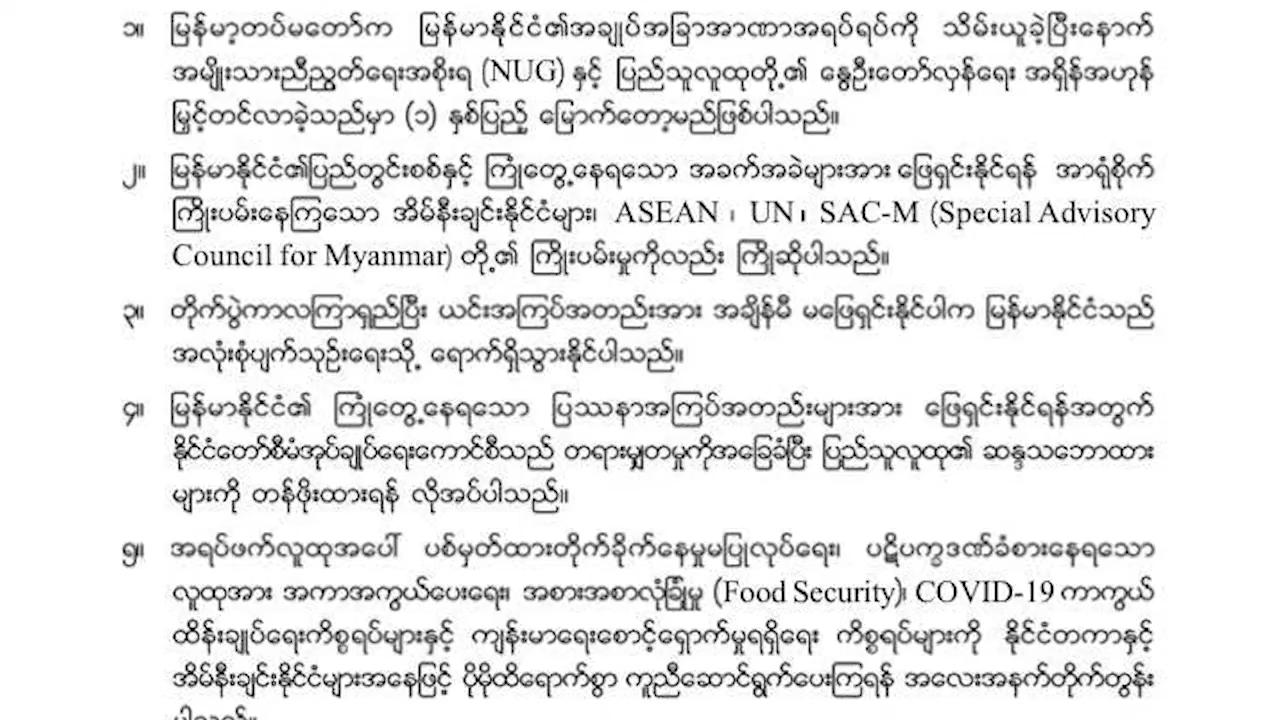 ၁။ မြန်မာ့တပ်မတော်က မြန်မာနိုင်ငံ၏အချုပ်အခြာအာဏာအရပ်ရပ်ကို သိမ်းယူခဲ့ပြီးနောက်
အမျိုးသားညီညွတ်ရေးအစိုးရ (NUG) နှင့် ပြည်သူလူထုတို့၏ နွေဦးတော်လှန်ရေး အရှိန်အဟုန်
မြှင့်တင်လာခဲ့သည်မှာ (၁) နှစ်ပြည့် မြောက်တော့မည်ဖြစ်ပါသည်။
၂။ မြန်မာနိုင်ငံ၏ပြည်တွင်းစစ်နှင့် ကြုံတွေ့နေရသော အခက်အခဲများအား ဖြေရှင်းနိုင်ရန် အာရုံစိုက်
ကြိုးပမ်းနေကြသော အိမ်နီးချင်းနိုင်ငံများ၊ ASEAN ၊ UN၊ SAC-M (Special Advisory
Council for Myanmar) တို့၏ ကြိုးပမ်းမှုကိုလည်း ကြိုဆိုပါသည်။
၃။ တိုက်ပွဲကာလကြာရှည်ပြီး ယင်းအကြပ်အတည်းအား အချိန်မီ မဖြေရှင်းနိုင်ပါက မြန်မာနိုင်ငံသည်
အလုံးစုံပျက်သုဉ်းရေးသို့ ရောက်ရှိသွားနိုင်ပါသည်။
၄။ မြန်မာနိုင်ငံ၏ ကြုံတွေ့နေရသော ပြဿနာအကြပ်အတည်းများအား ဖြေရှင်းနိုင်ရန်အတွက်
နိုင်ငံတော်စီမံအုပ်ချုပ်ရေးကောင်စီသည် တရားမျှတမှုကိုအခြေခံပြီး ပြည်သူလူထု၏ ဆန္ဒသဘောထား
များကို တန်ဖိုးထားရန် လိုအပ်ပါသည်။
၅။ အရပ်ဖက်လူထုအပေါ် ပစ်မှတ်ထားတိုက်ခိုက်နေမှုမပြုလုပ်ရေး၊ ပဋိပက္ခဒဏ်ခံစားနေရသော
လူထုအား အကာအကွယ်ပေးရေး၊ အစားအစာလုံခြုံမှု (Food Security)၊ COVID-19 ကာကွယ်
ထိန်းချုပ်ရေးကိစ္စရပ်များနှင့် ကျန်းမာရေးစောင့်ရှောက်မှုရရှိရေး ကိစ္စရပ်များကို နိုင်ငံတကာနှင့်
အိမ်နီးချင်းနိုင်ငံများအနေဖြင့် ပိုမိုထိရောက်စွာ ကူညီဆောင်ရွက်ပေးကြရန် အလေးအနက်တိုက်တွန်း
ပါသည်။